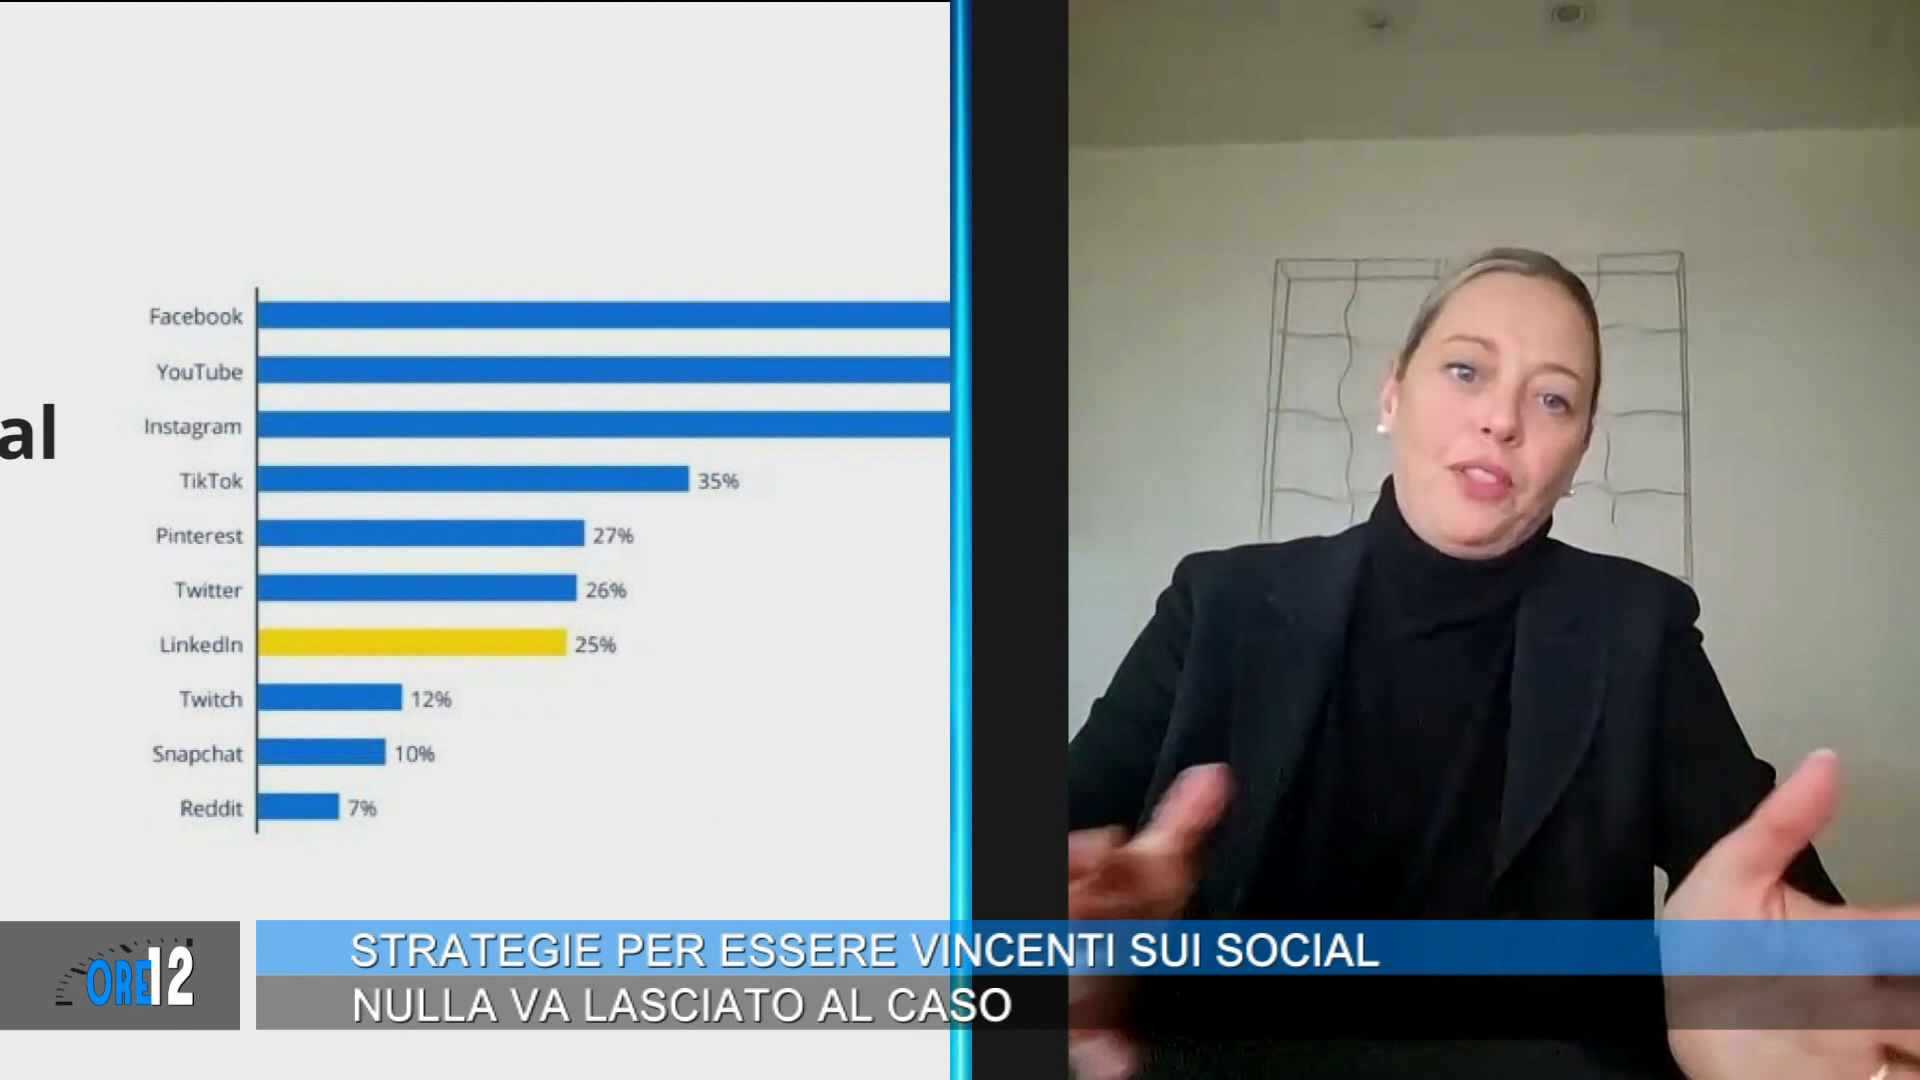 al
Facebook
YouTube
Instagram
TikTok 35%
Pinterest 27%
Twitter 26%
LinkedIn 25%
Twitch 12%
Snapchat 10%
Reddit 7%
ORE12
STRATEGIE PER ESSERE VINCENTI SUI SOCIAL
NULLA VA LASCIATO AL CASO